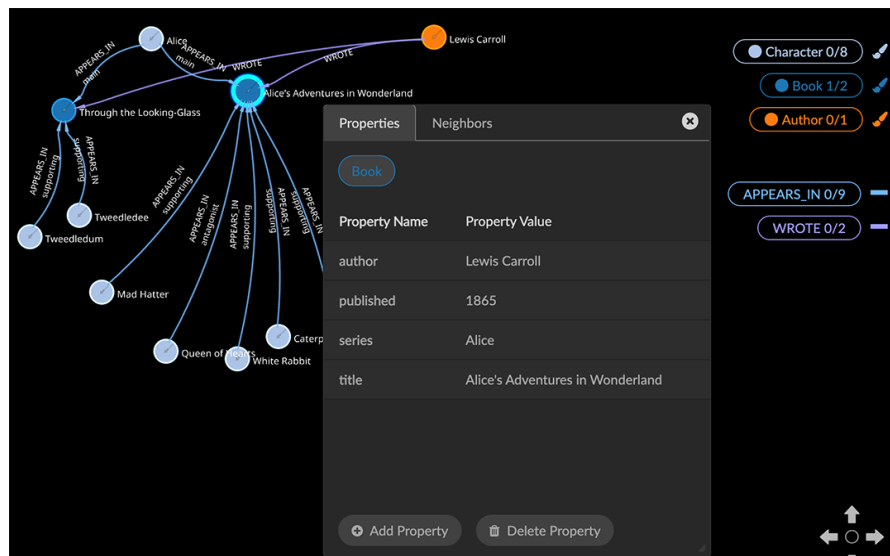 Alice
Lewis Carroll
APPEARS_IN
main
APPEARS_IN
main
WROTE
WROTE
Alice's Adventures in Wonderland
Through the Looking-Glass
APPEARS_IN
supporting
APPEARS_IN
supporting
Tweedledee
Tweedledum
APPEARS_IN
supporting
APPEARS_IN
antagonist
APPEARS_IN
supporting
APPEARS_IN
supporting
APPEARS_IN
supporting
Mad Hatter
Queen of Hearts
White Rabbit
Caterp
Character 0/8
Book 1/2
Author 0/1
APPEARS_IN 0/9
WROTE 0/2
Properties Neighbors
Book
Property Name Property Value
author Lewis Carroll
published 1865
series Alice
title Alice's Adventures in Wonderland
Add Property Delete Property